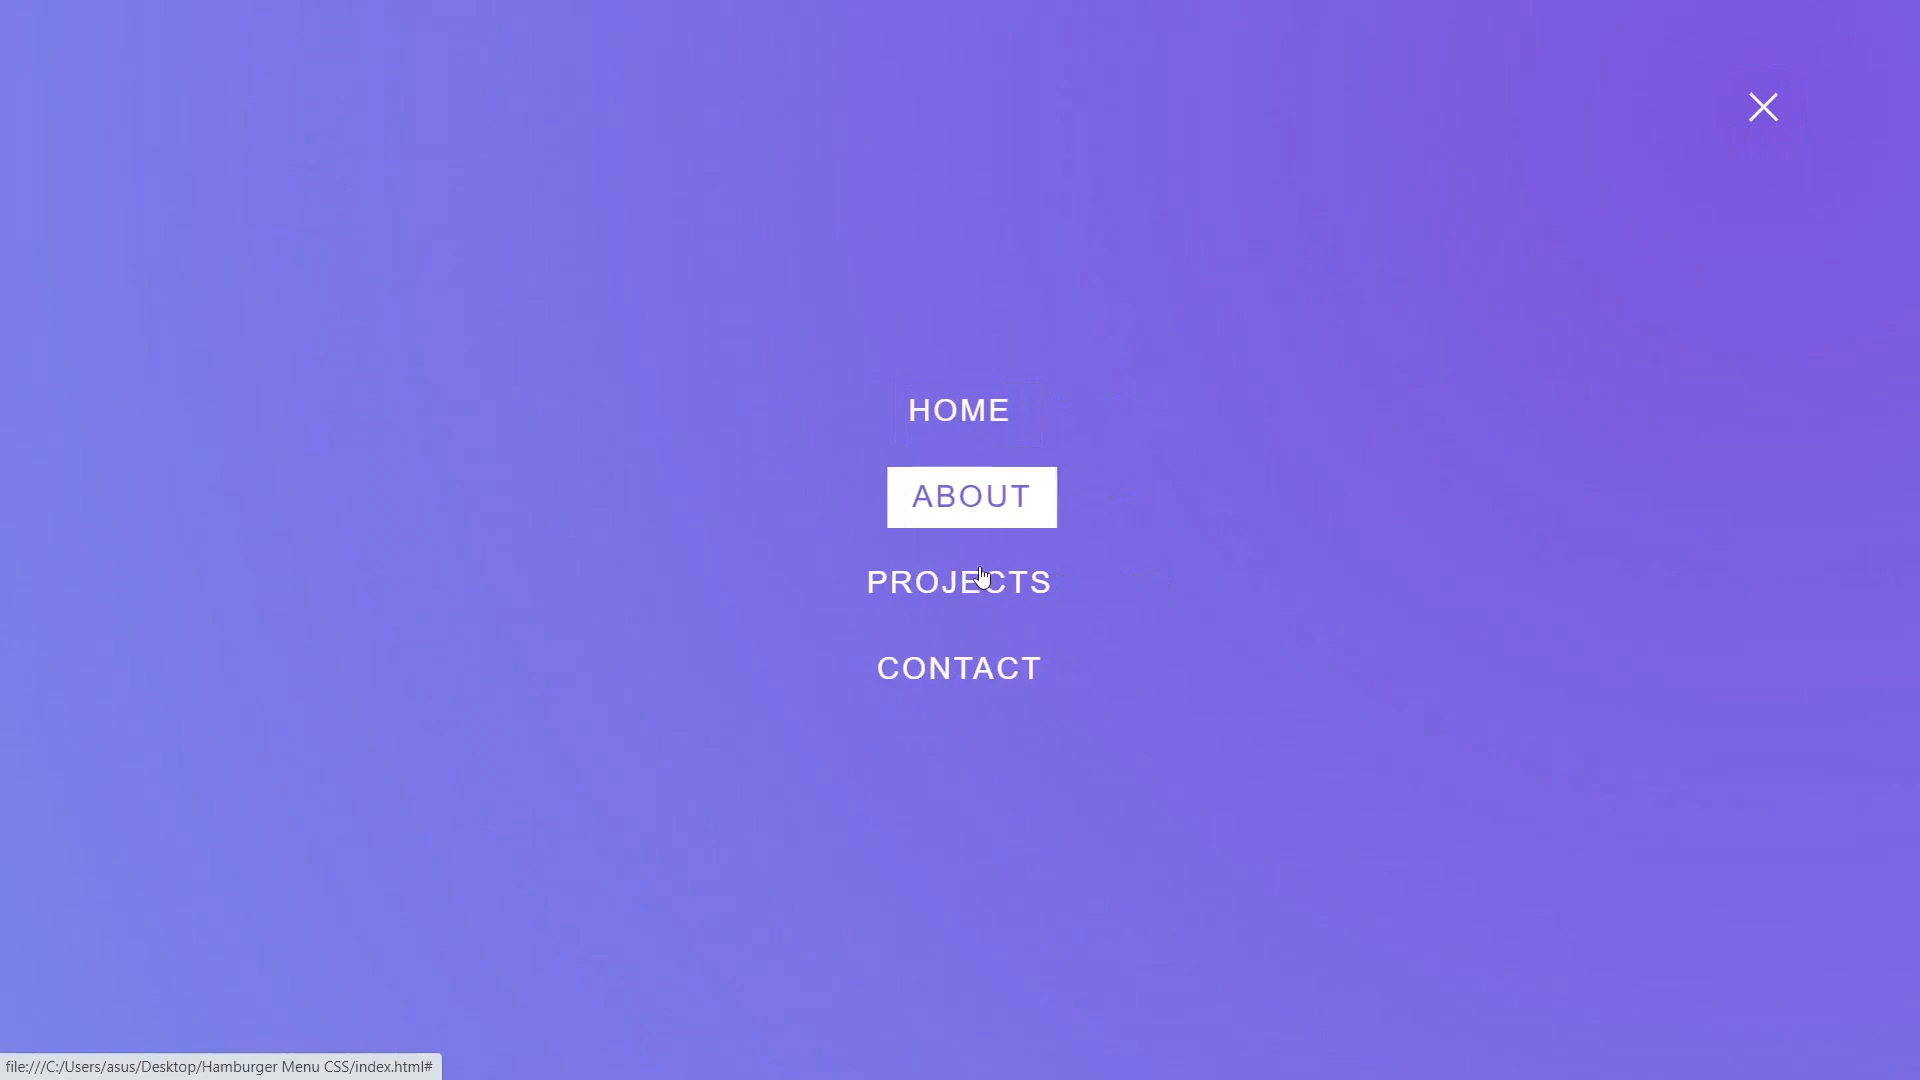 HOME
ABOUT
PROJECTS
CONTACT
file:///C:/Users/asus/Desktop/Hamburger Menu CSS/index.html#